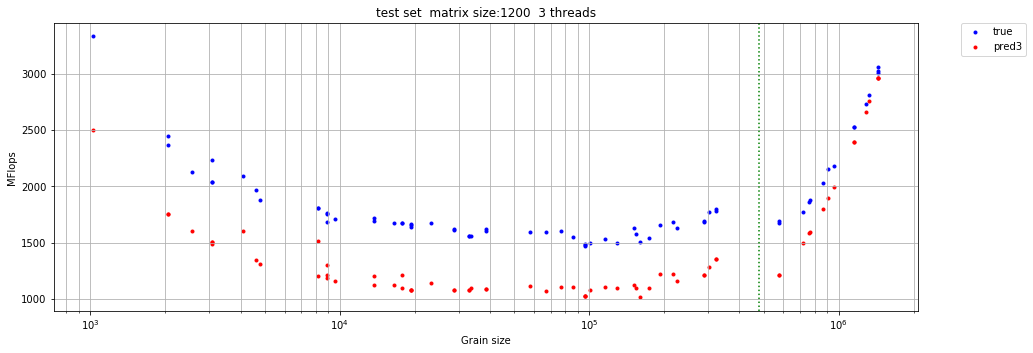 test set  matrix size:1200  3 threads
true
pred3
MFlops
3000
2500
2000
1500
1000
10³
10⁴
10⁵
10⁶
Grain size